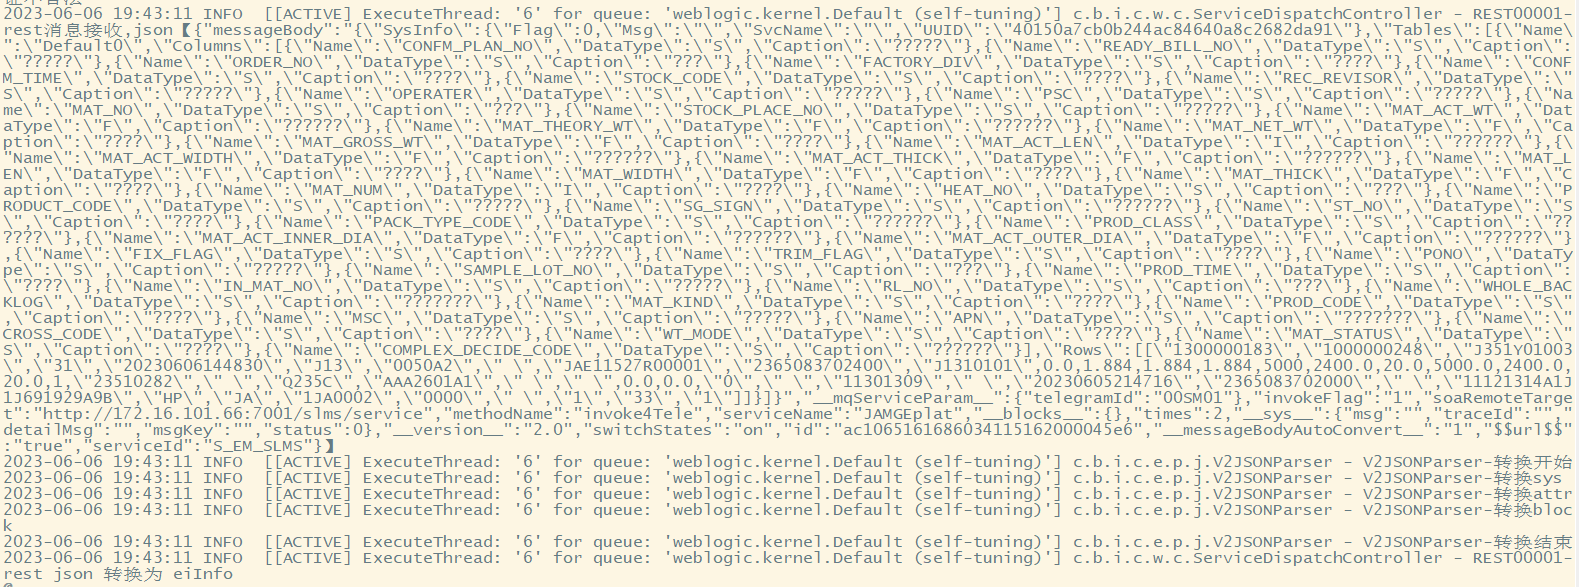 2023-06-06 19:43:11 INFO  [[ACTIVE] ExecuteThread: '6' for queue: 'weblogic.kernel.Default (self-tuning)'] c.b.i.c.w.c.ServiceDispatchController - REST00001-
rest消息接收,json【{"messageBody":"{\"SysInfo\":{\"Flag\":0,\"Msg\":\"\",\"SvcName\":\"\",\"UUID\":\"40150a7cb0b244ac84640a8c2682da91\"},\"Tables\":[{\"Name\
":\"Default0\",\"Columns\":[{\"Name\":\"CONFM_PLAN_NO\",\"DataType\":\"S\",\"Caption\":\"?????\"},{\"Name\":\"READY_BILL_NO\",\"DataType\":\"S\",\"Caption\":
\"?????\"},{\"Name\":\"ORDER_NO\",\"DataType\":\"S\",\"Caption\":\"???\"},{\"Name\":\"FACTORY_DIV\",\"DataType\":\"S\",\"Caption\":\"????\"},{\"Name\":\"CONF
M_TIME\",\"DataType\":\"S\",\"Caption\":\"????\"},{\"Name\":\"STOCK_CODE\",\"DataType\":\"S\",\"Caption\":\"????\"},{\"Name\":\"REC_REVISOR\",\"DataType\":\"
S\",\"Caption\":\"?????\"},{\"Name\":\"OPERATER\",\"DataType\":\"S\",\"Caption\":\"?????\"},{\"Name\":\"PSC\",\"DataType\":\"S\",\"Caption\":\"?????\"},{\"Na
me\":\"MAT_NO\",\"DataType\":\"S\",\"Caption\":\"???\"},{\"Name\":\"STOCK_PLACE_NO\",\"DataType\":\"S\",\"Caption\":\"?????\"},{\"Name\":\"MAT_ACT_WT\",\"Dat
aType\":\"F\",\"Caption\":\"??????\"},{\"Name\":\"MAT_THEORY_WT\",\"DataType\":\"F\",\"Caption\":\"??????\"},{\"Name\":\"MAT_NET_WT\",\"DataType\":\"F\",\"Ca
ption\":\"????\"},{\"Name\":\"MAT_GROSS_WT\",\"DataType\":\"F\",\"Caption\":\"????\"},{\"Name\":\"MAT_ACT_LEN\",\"DataType\":\"I\",\"Caption\":\"??????\"},{\
"Name\":\"MAT_ACT_WIDTH\",\"DataType\":\"F\",\"Caption\":\"??????\"},{\"Name\":\"MAT_ACT_THICK\",\"DataType\":\"F\",\"Caption\":\"??????\"},{\"Name\":\"MAT_L
EN\",\"DataType\":\"F\",\"Caption\":\"????\"},{\"Name\":\"MAT_WIDTH\",\"DataType\":\"F\",\"Caption\":\"????\"},{\"Name\":\"MAT_THICK\",\"DataType\":\"F\",\"C
aption\":\"????\"},{\"Name\":\"MAT_NUM\",\"DataType\":\"I\",\"Caption\":\"????\"},{\"Name\":\"HEAT_NO\",\"DataType\":\"S\",\"Caption\":\"???\"},{\"Name\":\"P
RODUCT_CODE\",\"DataType\":\"S\",\"Caption\":\"?????\"},{\"Name\":\"SG_SIGN\",\"DataType\":\"S\",\"Caption\":\"??????\"},{\"Name\":\"ST_NO\",\"DataType\":\"S
\",\"Caption\":\"????\"},{\"Name\":\"PACK_TYPE_CODE\",\"DataType\":\"S\",\"Caption\":\"??????\"},{\"Name\":\"PROD_CLASS\",\"DataType\":\"S\",\"Caption\":\"??
????\"},{\"Name\":\"MAT_ACT_INNER_DIA\",\"DataType\":\"F\",\"Caption\":\"??????\"},{\"Name\":\"MAT_ACT_OUTER_DIA\",\"DataType\":\"F\",\"Caption\":\"??????\"}
,{\"Name\":\"FIX_FLAG\",\"DataType\":\"S\",\"Caption\":\"????\"},{\"Name\":\"TRIM_FLAG\",\"DataType\":\"S\",\"Caption\":\"????\"},{\"Name\":\"PONO\",\"DataTy
pe\":\"S\",\"Caption\":\"?????\"},{\"Name\":\"SAMPLE_LOT_NO\",\"DataType\":\"S\",\"Caption\":\"???\"},{\"Name\":\"PROD_TIME\",\"DataType\":\"S\",\"Caption\":
\"????\"},{\"Name\":\"IN_MAT_NO\",\"DataType\":\"S\",\"Caption\":\"?????\"},{\"Name\":\"RL_NO\",\"DataType\":\"S\",\"Caption\":\"???\"},{\"Name\":\"WHOLE_BAC
KLOG\",\"DataType\":\"S\",\"Caption\":\"???????\"},{\"Name\":\"MAT_KIND\",\"DataType\":\"S\",\"Caption\":\"????\"},{\"Name\":\"PROD_CODE\",\"DataType\":\"S\"
,\"Caption\":\"????\"},{\"Name\":\"MSC\",\"DataType\":\"S\",\"Caption\":\"?????\"},{\"Name\":\"APN\",\"DataType\":\"S\",\"Caption\":\"???????\"},{\"Name\":\"
CROSS_CODE\",\"DataType\":\"S\",\"Caption\":\"????\"},{\"Name\":\"WT_MODE\",\"DataType\":\"S\",\"Caption\":\"????\"},{\"Name\":\"MAT_STATUS\",\"DataType\":\"
S\",\"Caption\":\"????\"},{\"Name\":\"COMPLEX_DECIDE_CODE\",\"DataType\":\"S\",\"Caption\":\"??????\"}],\"Rows\":[[\"1300000183\",\"1000000248\",\"J351Y01003
\",\"31\",\"20230606144830\",\"J13\",\"0050A2\",\" \",\"JAE11527R00001\",\"2365083702400\",\"J1310101\",0.0,1.884,1.884,1.884,5000,2400.0,20.0,5000.0,2400.0,
20.0,1,\"23510282\",\" \",\"Q235C\",\"AAA2601A1\",\" \",\" \",0.0,0.0,\"0\",\" \",\"11301309\",\" \",\"20230605214716\",\"2365083702000\",\" \",\"11121314A1J
1J691929A9B\",\"HP\",\"JA\",\"1JA0002\",\"0000\",\" \",\"1\",\"33\",\"1\"]]}]}","__mqServiceParam__":{"telegramId":"00SM01"},"invokeFlag":"1","soaRemoteTarge
t":"http://172.16.101.66:7001/slms/service","methodName":"invoke4Tele","serviceName":"JAMGEplat","__blocks__":{},"times":2,"__sys__":{"msg":"","traceId":"","
detailMsg":"","msgKey":"","status":0},"__version__":"2.0","switchStates":"on","id":"ac1065161686034115162000045e6","__messageBodyAutoConvert__":"1","$$url$$"
:"true","serviceId":"S_EM_SLMS"}】
2023-06-06 19:43:11 INFO  [[ACTIVE] ExecuteThread: '6' for queue: 'weblogic.kernel.Default (self-tuning)'] c.b.i.c.e.p.j.V2JSONParser - V2JSONParser-转换开始
2023-06-06 19:43:11 INFO  [[ACTIVE] ExecuteThread: '6' for queue: 'weblogic.kernel.Default (self-tuning)'] c.b.i.c.e.p.j.V2JSONParser - V2JSONParser-转换sys
2023-06-06 19:43:11 INFO  [[ACTIVE] ExecuteThread: '6' for queue: 'weblogic.kernel.Default (self-tuning)'] c.b.i.c.e.p.j.V2JSONParser - V2JSONParser-转换attr
2023-06-06 19:43:11 INFO  [[ACTIVE] ExecuteThread: '6' for queue: 'weblogic.kernel.Default (self-tuning)'] c.b.i.c.e.p.j.V2JSONParser - V2JSONParser-转换bloc
k
2023-06-06 19:43:11 INFO  [[ACTIVE] ExecuteThread: '6' for queue: 'weblogic.kernel.Default (self-tuning)'] c.b.i.c.e.p.j.V2JSONParser - V2JSONParser-转换结束
2023-06-06 19:43:11 INFO  [[ACTIVE] ExecuteThread: '6' for queue: 'weblogic.kernel.Default (self-tuning)'] c.b.i.c.w.c.ServiceDispatchController - REST00001-
rest json 转换为 eiInfo